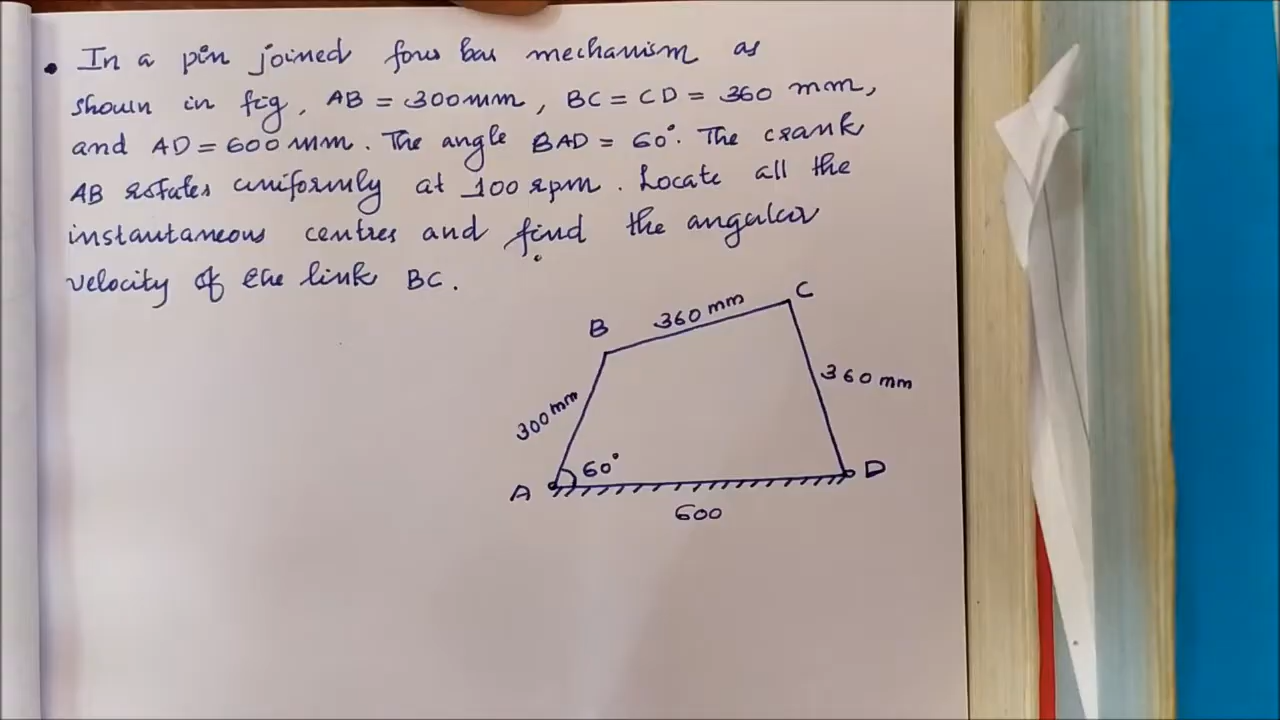 • In a pin joined four bar mechanism as
shown in fig, AB = 300mm, BC = CD = 360 mm,
and AD = 600 mm. The angle BAD = 60°. The crank
AB rotates uniformly at 100 rpm. Locate all the
instantaneous centres and find the angular
velocity of the link BC.
B
360 mm
C
300 mm
360 mm
60°
A
D
600